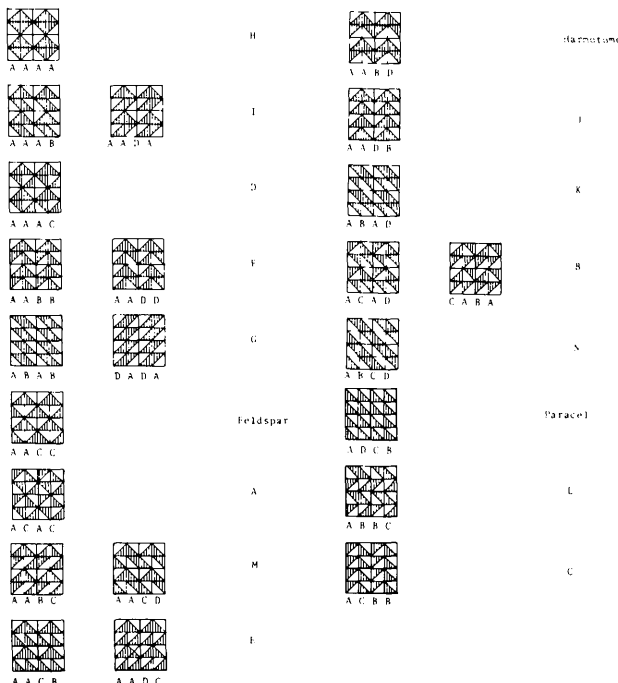 H
A A A A
I
A A A B
A A D A
D
A A A C
F
A A B B
A A D D
G
A B A B
D A D A
Feldspar
A A C C
A
A C A C
M
A A B C
A A C D
E
A A C B
A A D C
Harmotome
A A B D
J
A A D B
K
A B A D
B
A C A D
C A B A
N
A B C D
Paracel
A D C B
L
A B B C
C
A C B B